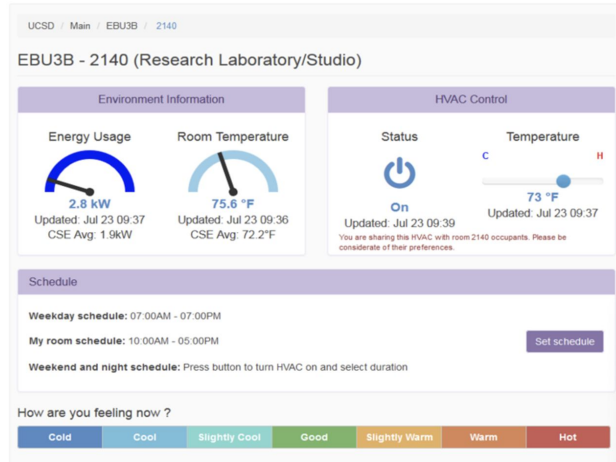 UCSD / Main / EBU3B / 2140
EBU3B - 2140 (Research Laboratory/Studio)
Environment Information
Energy Usage
Room Temperature
2.8 kW
75.6 °F
Updated: Jul 23 09:37
Updated: Jul 23 09:36
CSE Avg: 1.9kW
CSE Avg: 72.2°F
HVAC Control
Status
Temperature
C
H
On
73 °F
Updated: Jul 23 09:39
Updated: Jul 23 09:37
You are sharing this HVAC with room 2140 occupants. Please be
considerate of their preferences.
Schedule
Weekday schedule: 07:00AM - 07:00PM
My room schedule: 10:00AM - 05:00PM
Set schedule
Weekend and night schedule: Press button to turn HVAC on and select duration
How are you feeling now ?
Cold
Cool
Slightly Cool
Good
Slightly Warm
Warm
Hot